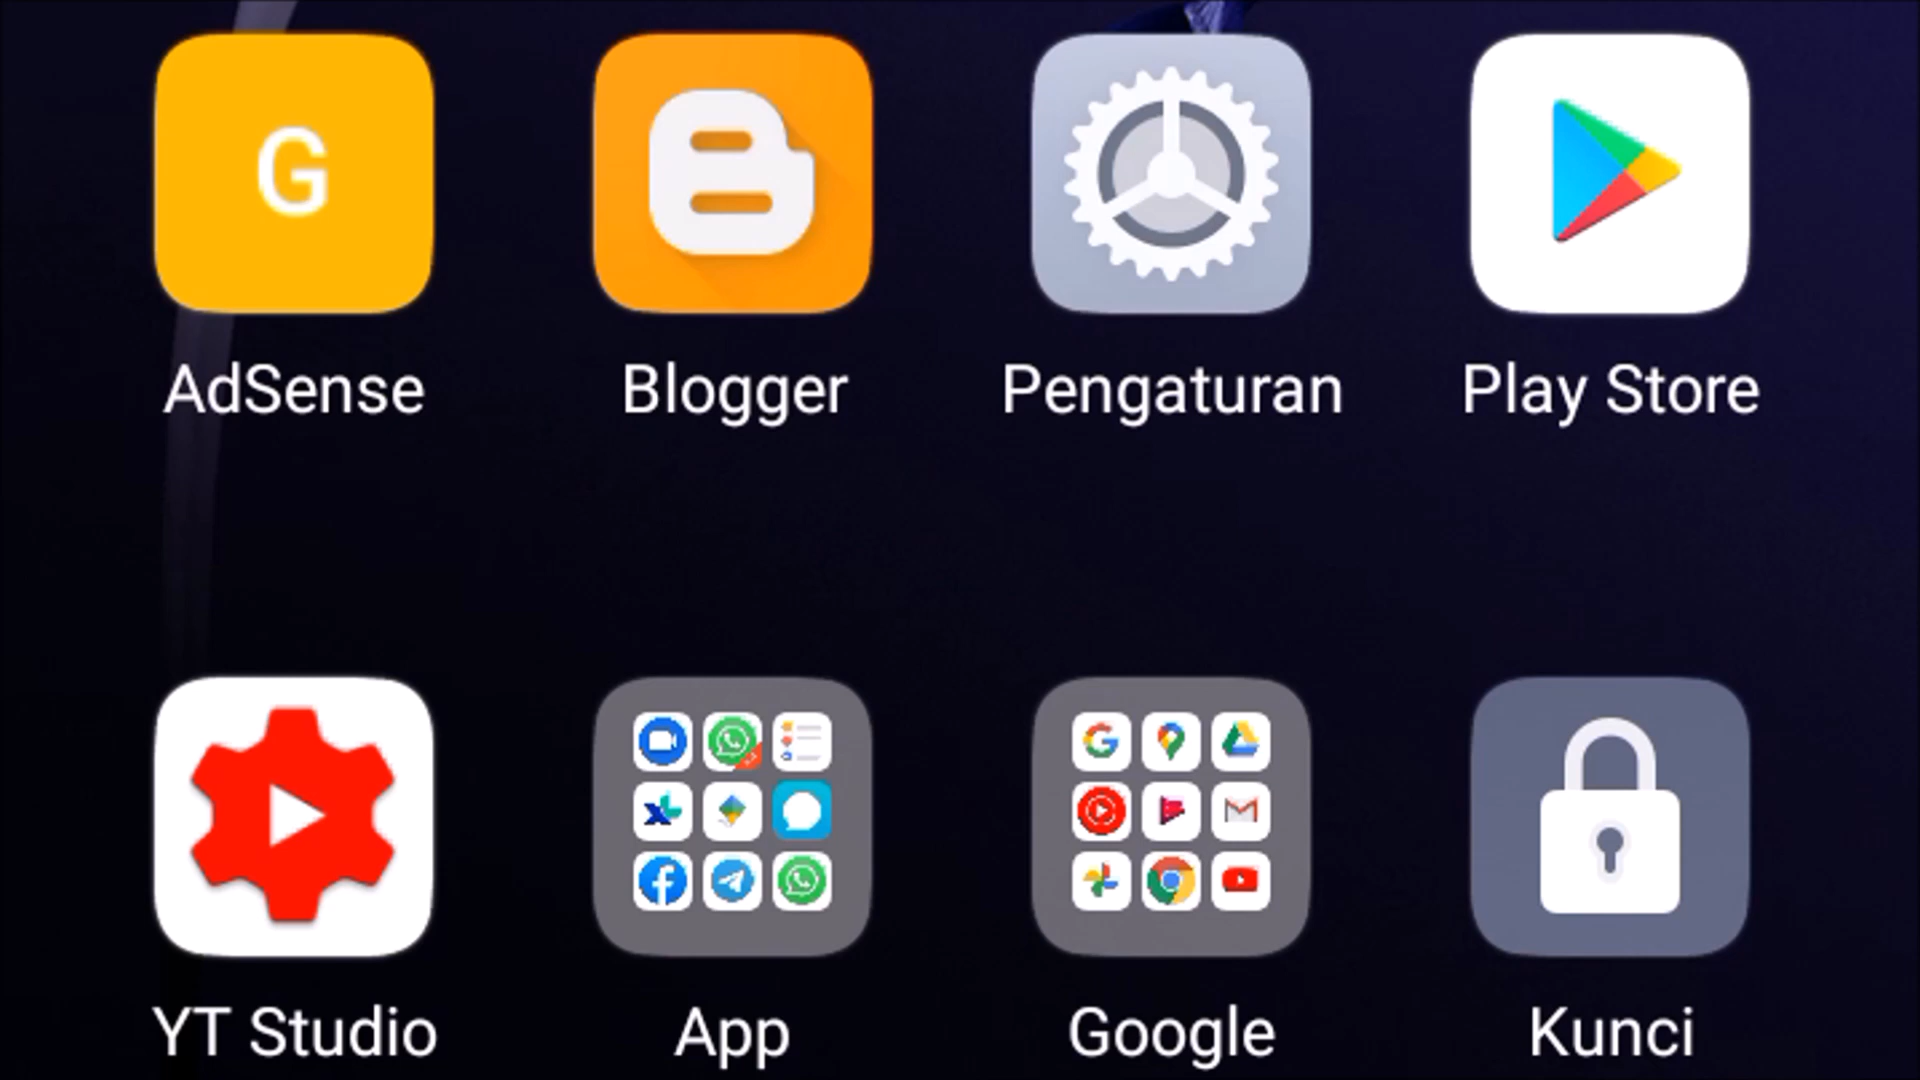 G
AdSense
Blogger
Pengaturan
Play Store
YT Studio
App
Google
Kunci